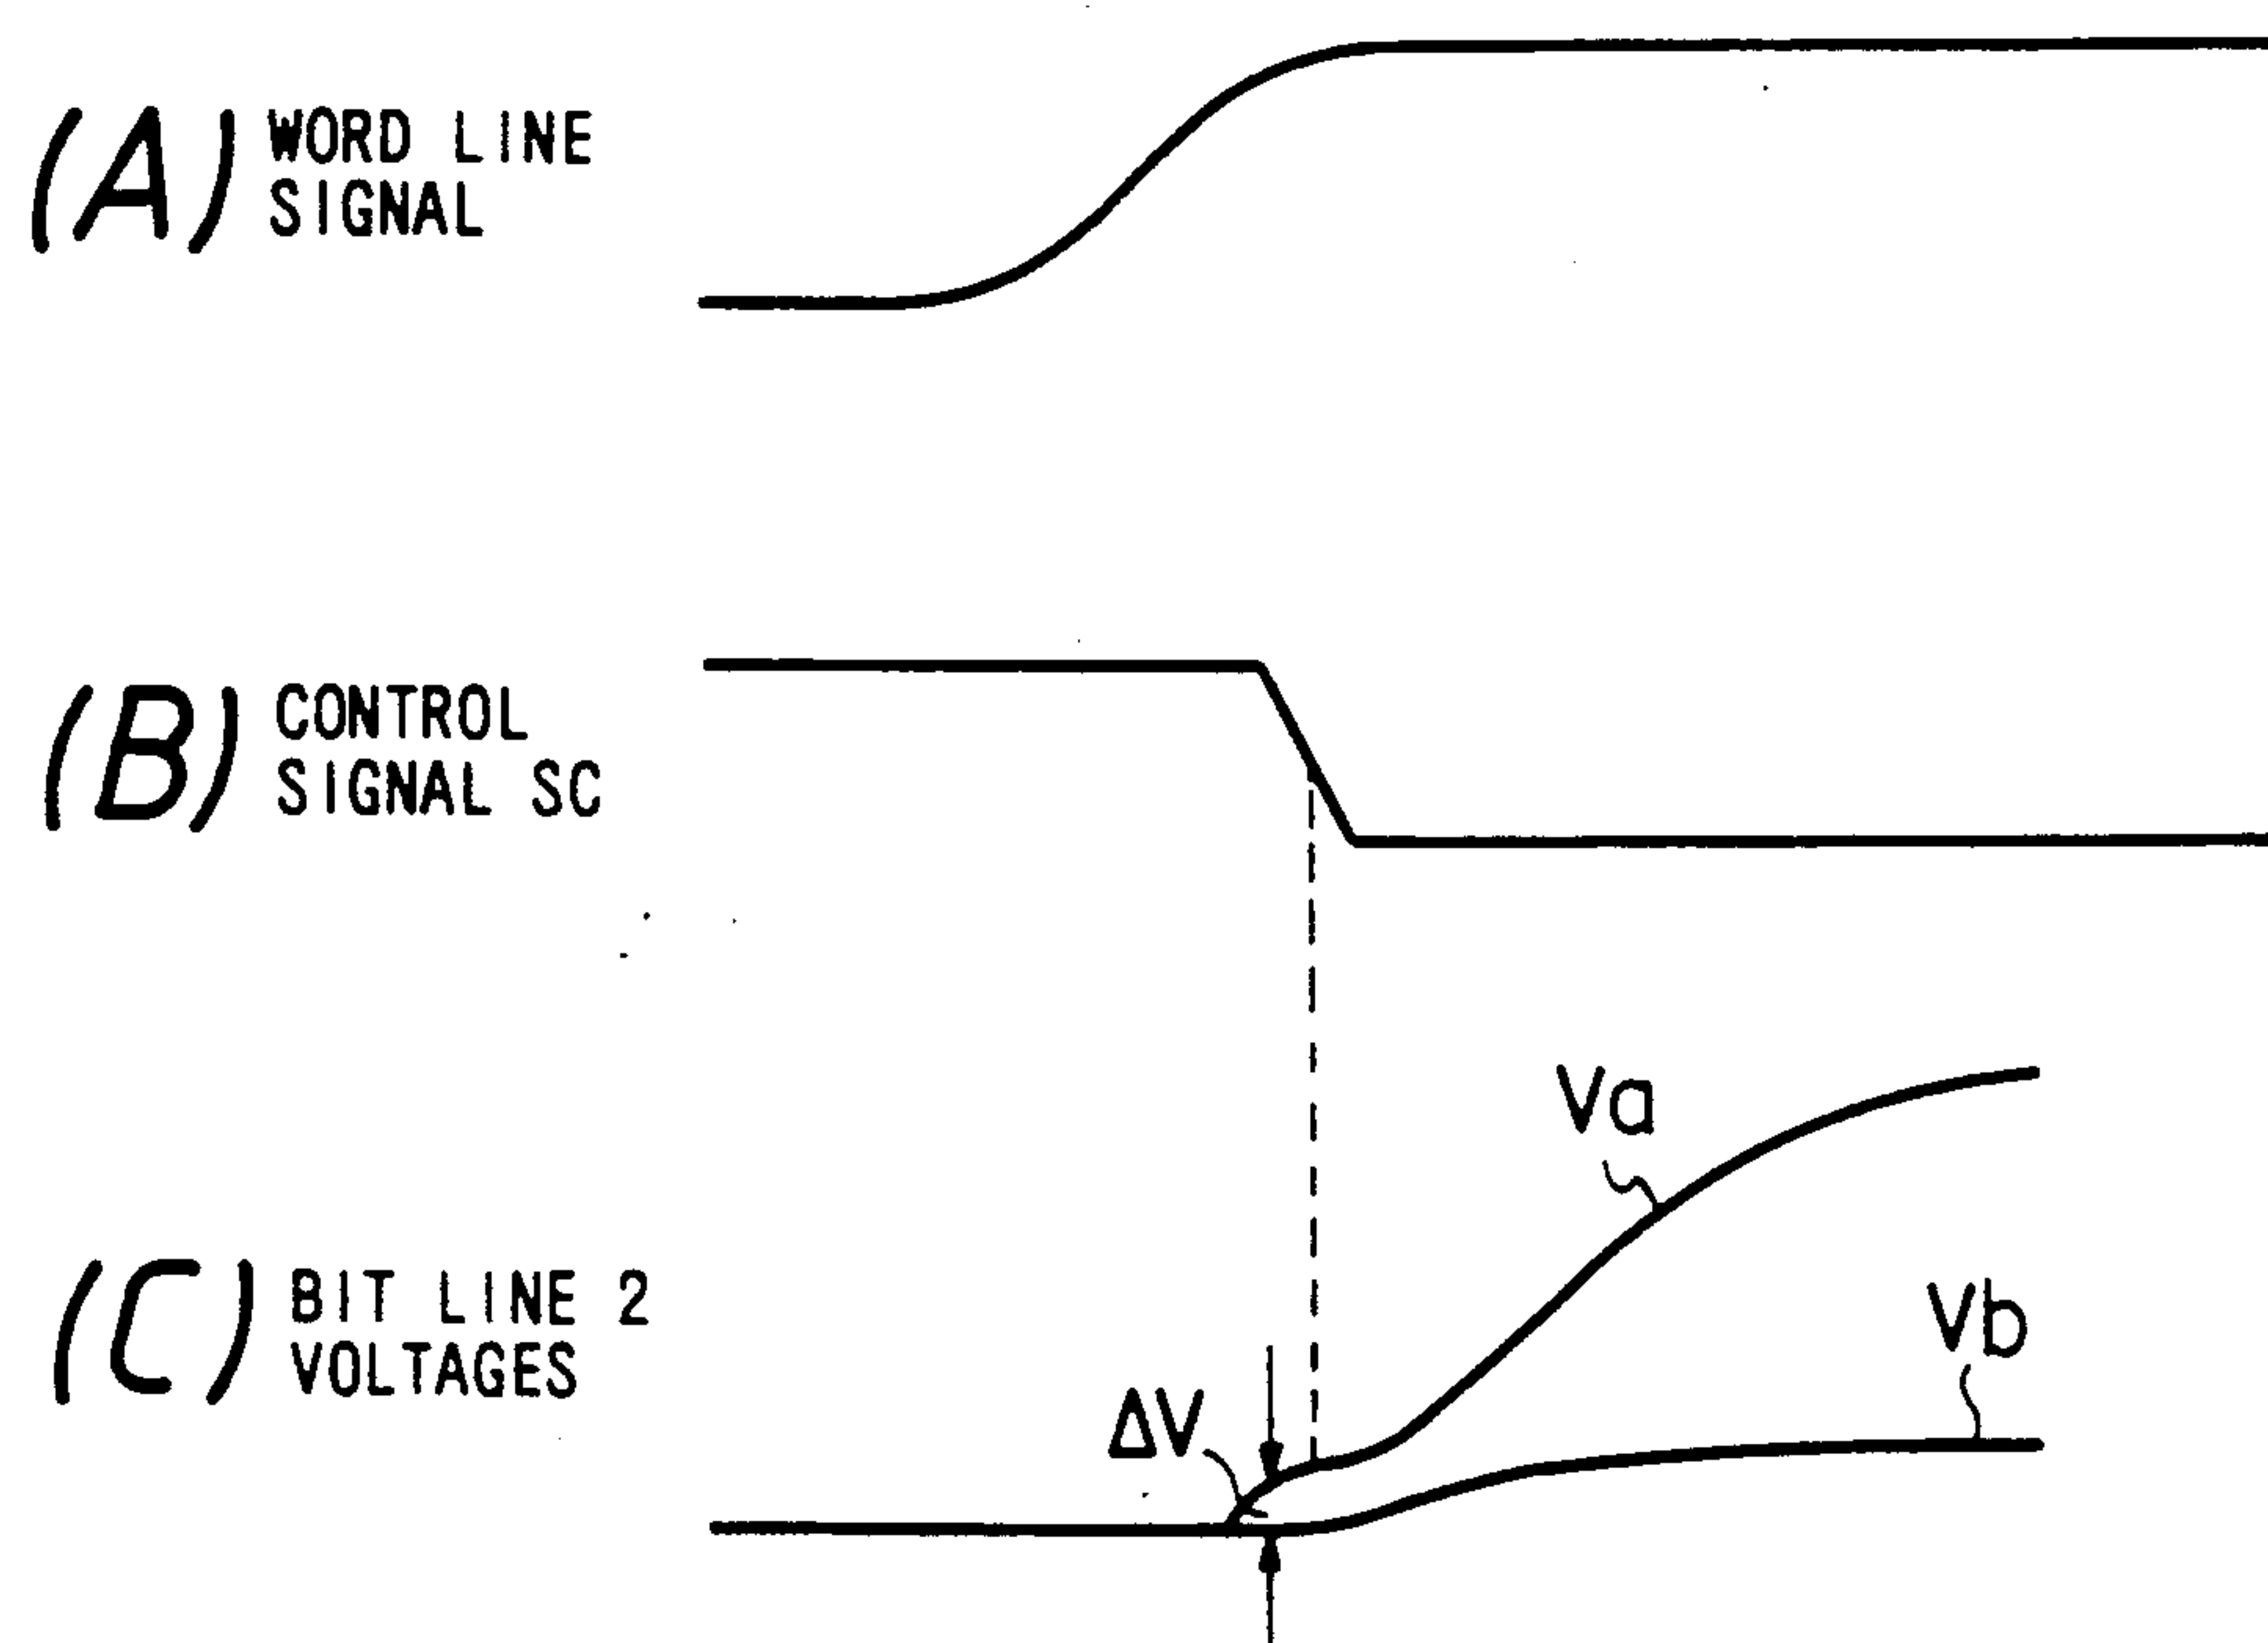 (A) WORD LINE
SIGNAL
(B) CONTROL
SIGNAL SC
Va
(C) BIT LINE 2
VOLTAGES
Vb
ΔV